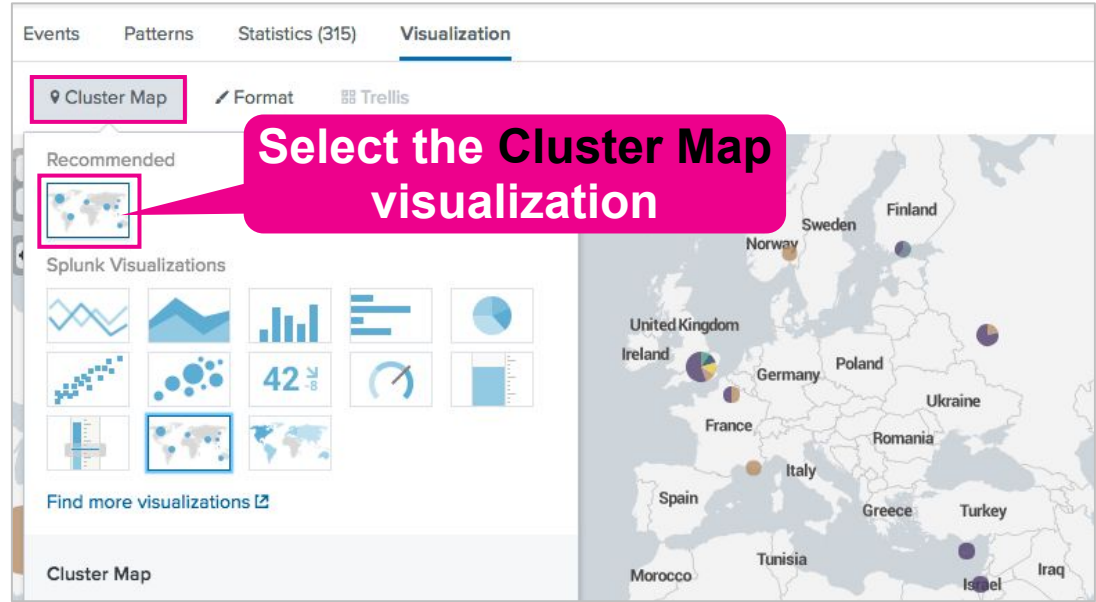 Events Patterns Statistics (315) Visualization
Cluster Map Format Trellis
Select the Cluster Map
visualization
Recommended
Splunk Visualizations
42
-8
Find more visualizations
Cluster Map
Finland
Sweden
Norway
United Kingdom
Ireland
Poland
Germany
Ukraine
France
Romania
Italy
Spain
Greece
Turkey
Tunisia
Iraq
Morocco
Israel